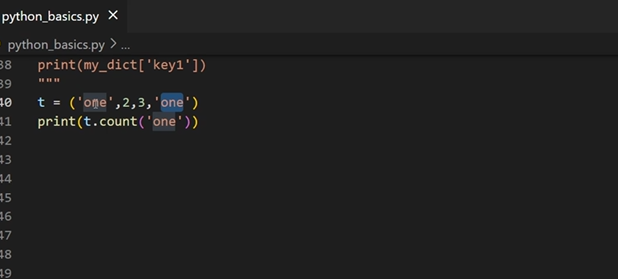 python_basics.py ×
python_basics.py > ...
38 print(my_dict['key1'])
39 """
40 t = ('one',2,3,'one')
41 print(t.count('one'))
42
43
44
45
46
47
48
49